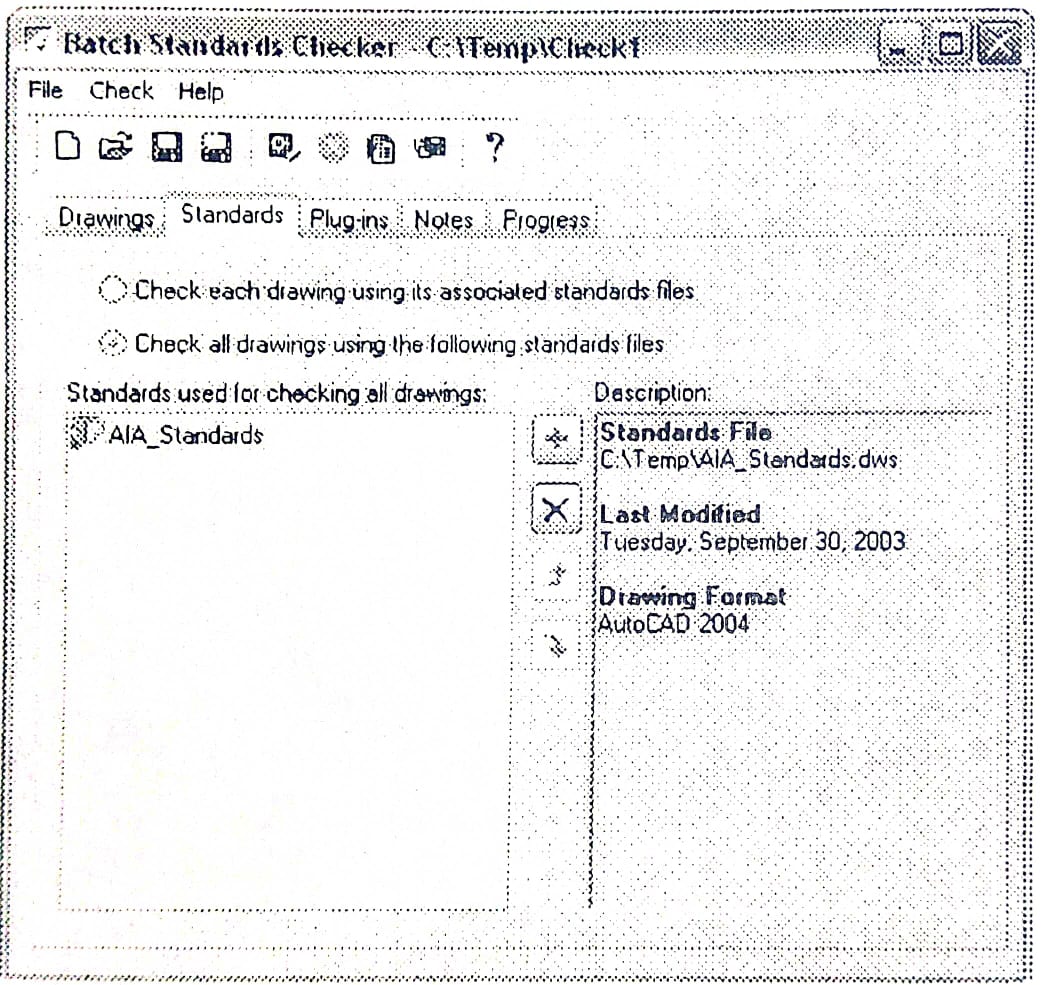 Batch Standards Checker - C:\Temp\Check1
File Check Help
?
Drawings Standards Plug-ins Notes Progress
Check each drawing using its associated standards files
Check all drawings using the following standards files
Standards used for checking all drawings:
AIA_Standards
Description:
Standards File
C:\Temp\AIA_Standards.dws
Last Modified
Tuesday, September 30, 2003
Drawing Format
AutoCAD 2004